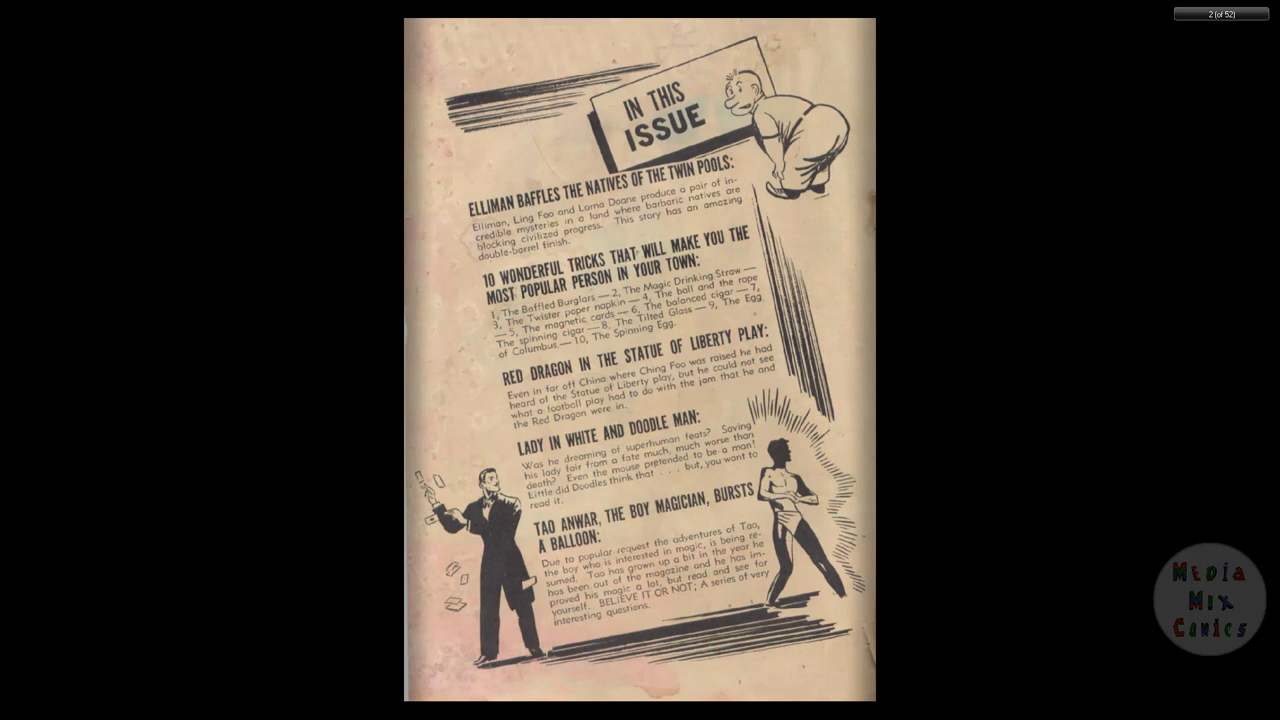 2 (of 52)
IN THIS
ISSUE
ELLIMAN BAFFLES THE NATIVES OF THE TWIN POOLS:
Elliman, Ling Foo and Lorna Doane produce a pair of in-
credible mysteries in a land where barbaric natives are
blocking civilized progress. This story has an amazing
double-barrel finish.
10 WONDERFUL TRICKS THAT WILL MAKE YOU THE
MOST POPULAR PERSON IN YOUR TOWN:
1, The Baffled Burglars — 2, The Magic Drinking Straw —
3, The Twister paper napkin — 4, The ball and the rope
— 5, The magnetic cards — 6, The balanced cigar — 7,
The spinning cigar — 8, The Tilted Glass — 9, The Egg
of Columbus — 10, The Spinning Egg.
RED DRAGON IN THE STATUE OF LIBERTY PLAY:
Even in far off China where Ching Foo was raised he had
heard of the Statue of Liberty play, but he could not see
what a football play had to do with the jam that he and
the Red Dragon were in.
LADY IN WHITE AND DOODLE MAN:
Was he dreaming of superhuman feats? Saving
his lady fair from a fate much, much worse than
death? Even the mouse pretended to be a man!
Little did Doodles think that . . . but, you want to
read it.
TAO ANWAR, THE BOY MAGICIAN, BURSTS
A BALLOON:
Due to popular request the adventures of Tao,
the boy who is interested in magic, is being re-
sumed. Tao has grown up a bit in the year he
has been out of the magazine and he has im-
proved his magic a lot, but read and see for
yourself. BELIEVE IT OR NOT; A series of very
interesting questions.
Media
Mix
Comics